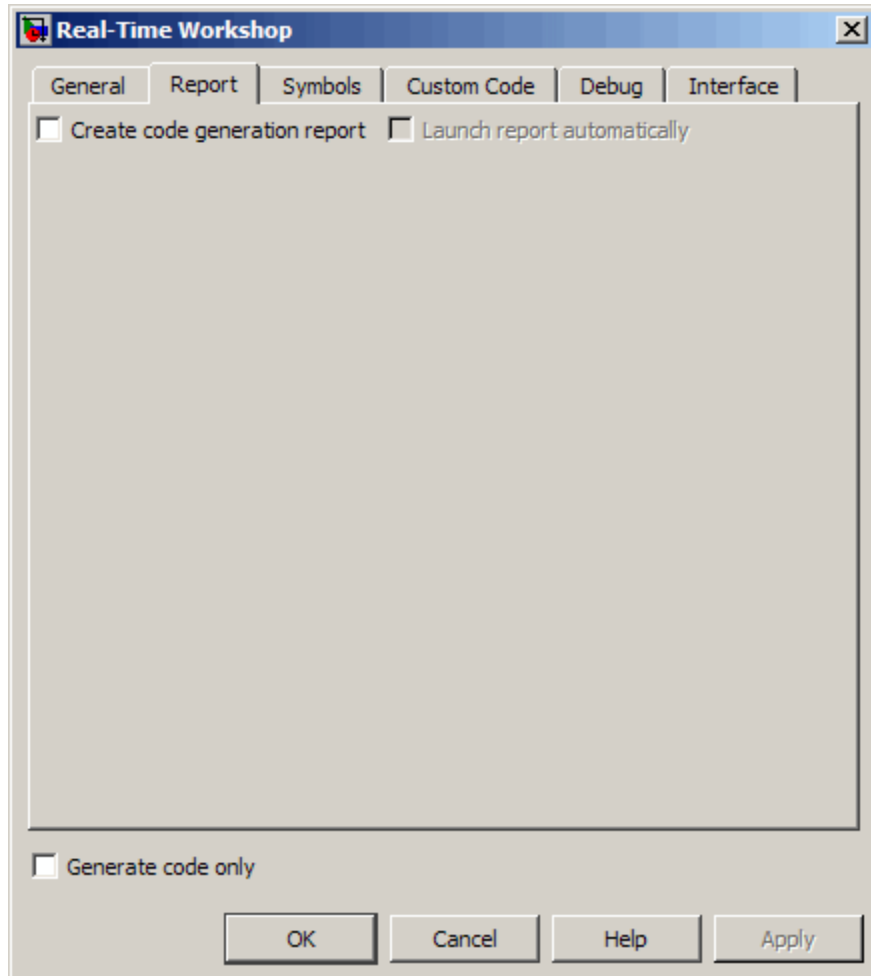 Real-Time Workshop
General Report Symbols Custom Code Debug Interface
Create code generation report Launch report automatically
Generate code only
OK Cancel Help Apply